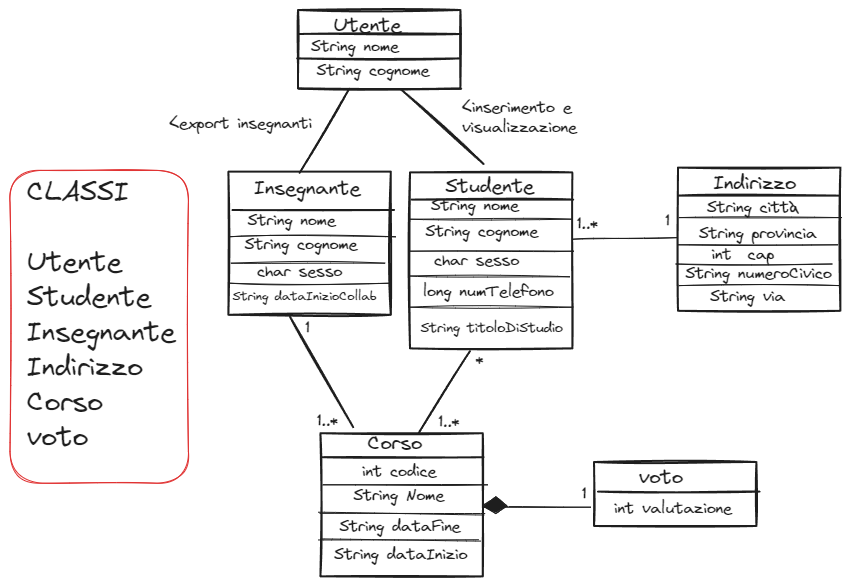 Utente
String nome
String cognome
<export insegnanti
<inserimento e
visualizzazione
CLASSI
Utente
Studente
Insegnante
Indirizzo
Corso
voto
Insegnante
String nome
String cognome
char sesso
String dataInizioCollab
1
Studente
String nome
String cognome
char sesso
long numTelefono
String titoloDiStudio
1..*
1
*
Indirizzo
String città
String provincia
int cap
String numeroCivico
String via
1..*
1..*
Corso
int codice
String Nome
String dataFine
String dataInizio
1
voto
int valutazione